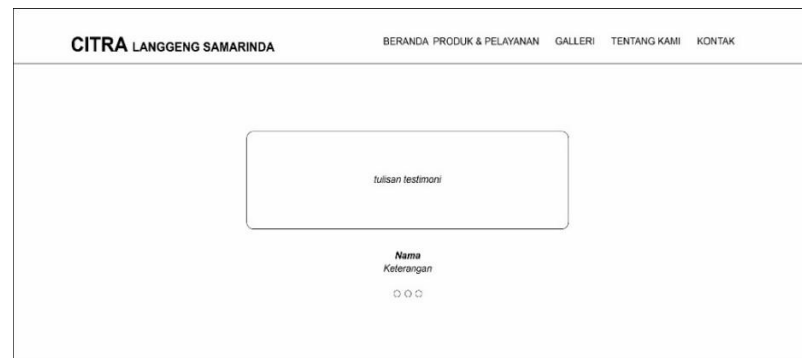 CITRA LANGGENG SAMARINDA BERANDA PRODUK & PELAYANAN GALLERI TENTANG KAMI KONTAK
tulisan testimoni
Nama
Keterangan